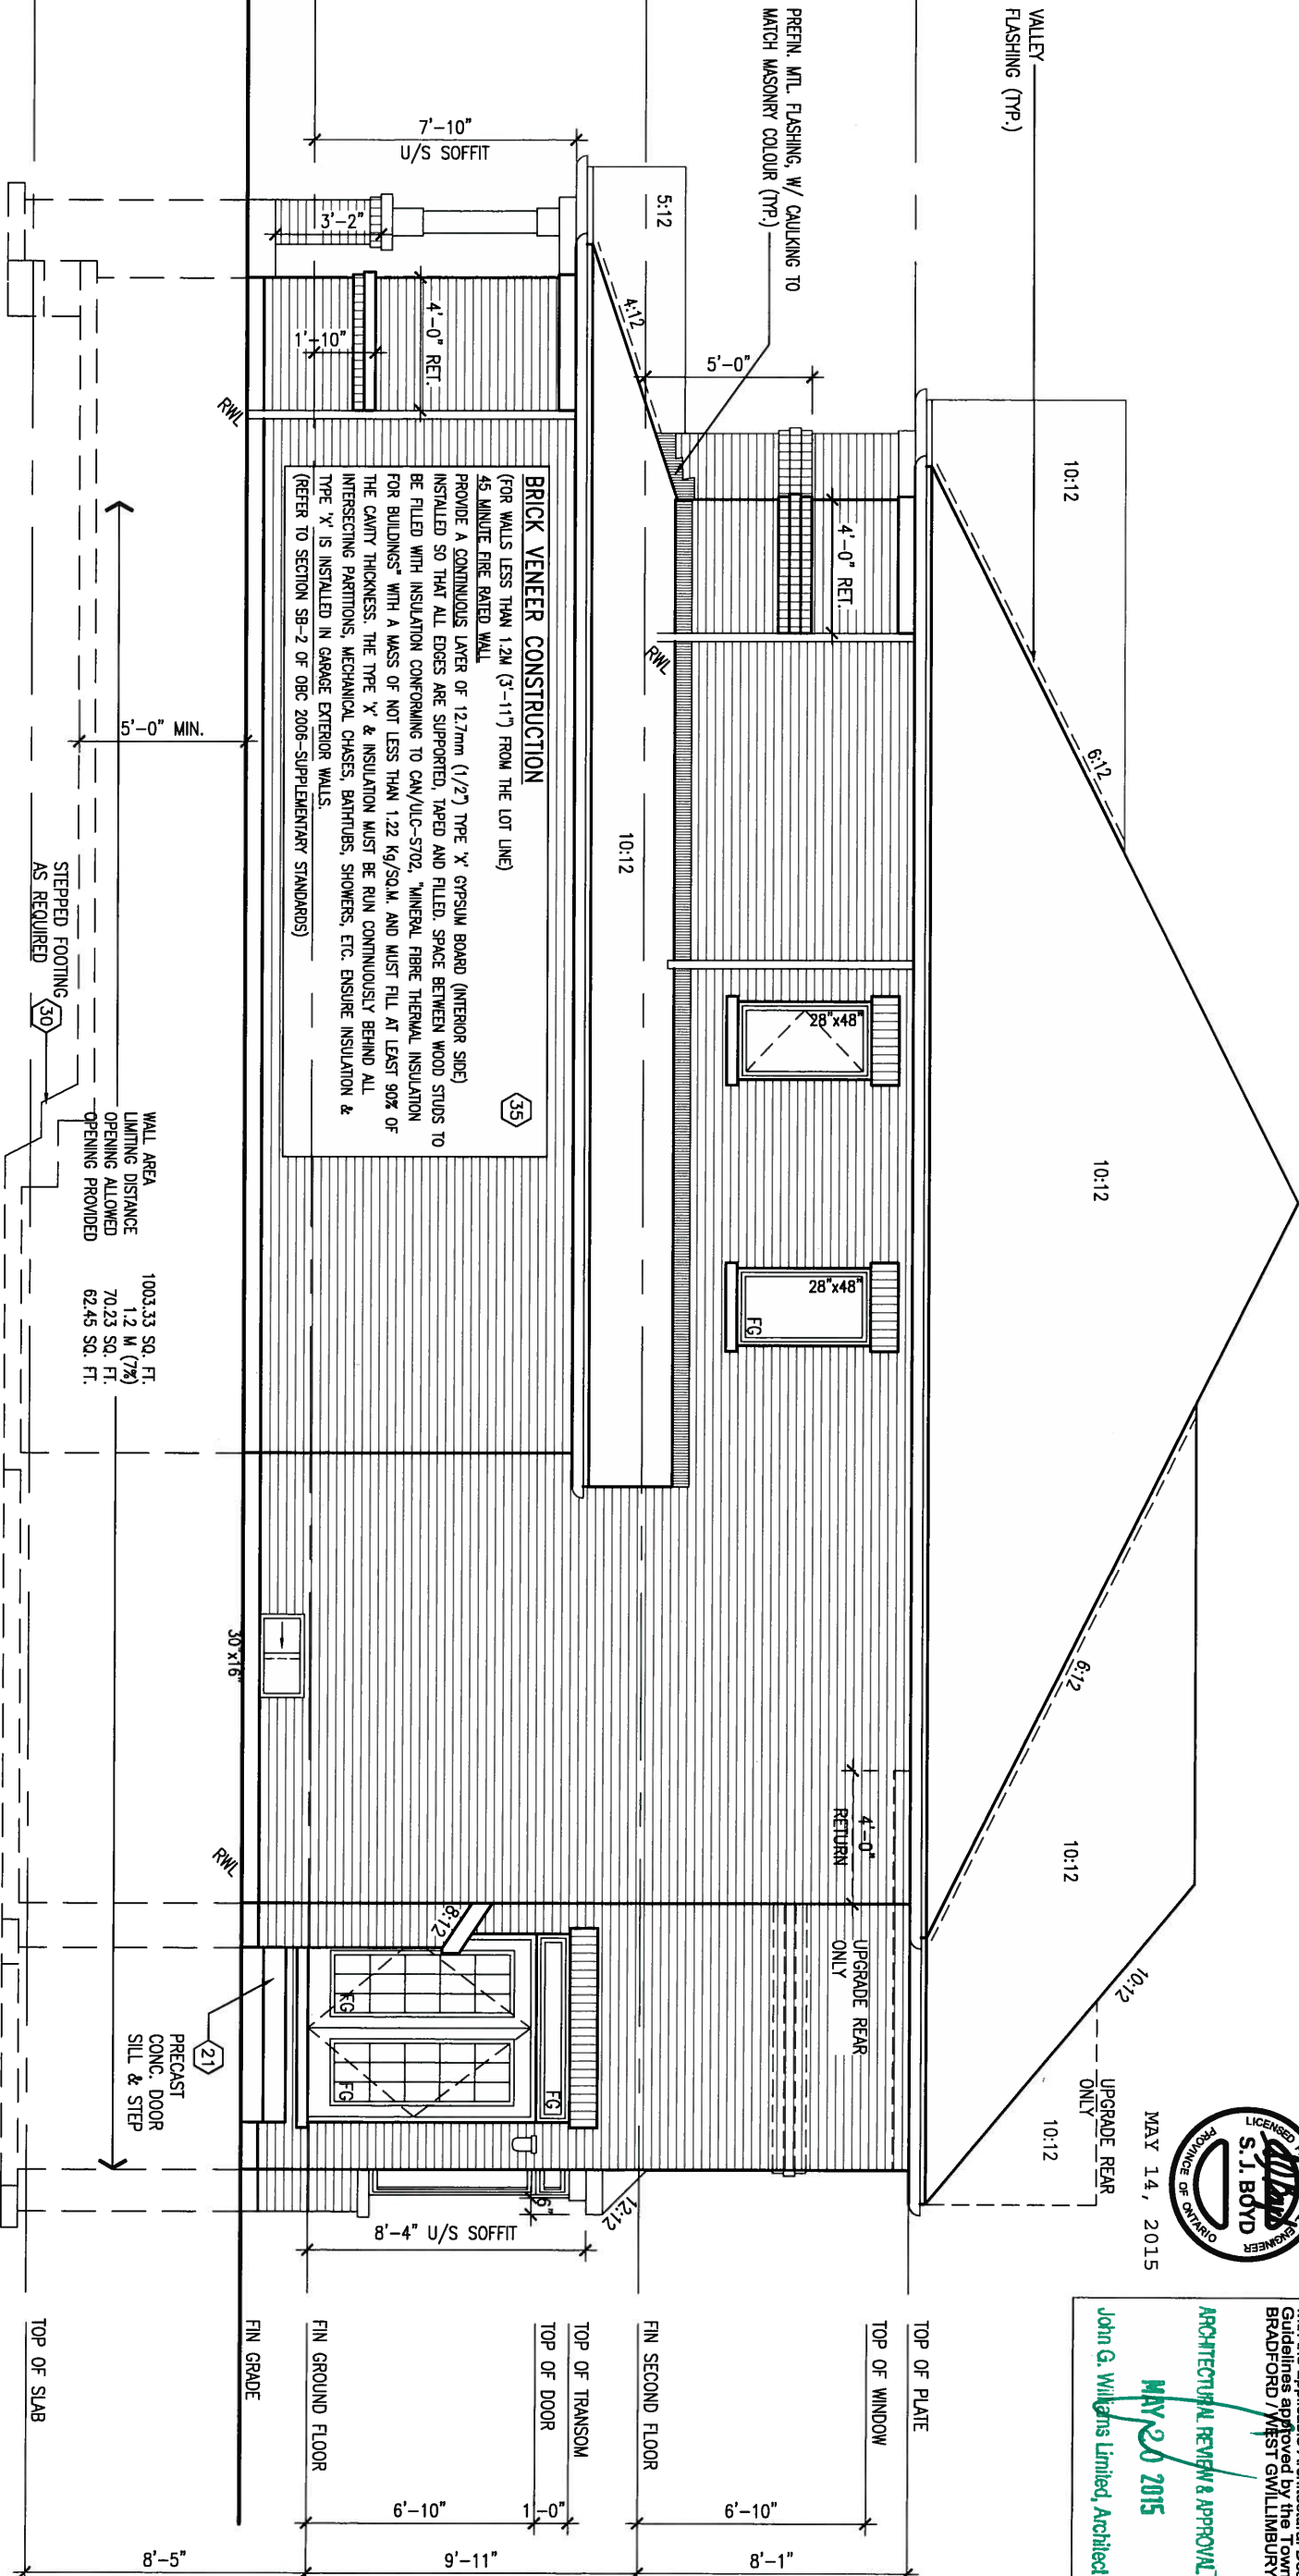 VALLEY
FLASHING (TYP.)
PREFIN. MTL. FLASHING, W/ CAULKING TO
MATCH MASONRY COLOUR (TYP.)
10:12
6:12
10:12
6:12
10:12
10:12
10:12
UPGRADE REAR
ONLY
LICENSED
ENGINEER
S. J. BOYD
PROVINCE OF ONTARIO
MAY 14, 2015
Guidelines approved by the Town
BRADFORD / WEST GWILLIMBURY
ARCHITECTURAL REVIEW & APPROVAL
MAY 20 2015
John G. Williams Limited, Architect
5:12
4:12
5'-0"
4'-0" RET.
RWL
28"x48"
28"x48"
FG
4'-0"
RETURN
UPGRADE REAR
ONLY
10:12
7'-10"
U/S SOFFIT
3'-2"
1'-10"
4'-0" RET.
RWL
BRICK VENEER CONSTRUCTION
35
(FOR WALLS LESS THAN 1.2M (3'-11") FROM THE LOT LINE)
45 MINUTE FIRE RATED WALL
PROVIDE A CONTINUOUS LAYER OF 12.7mm (1/2") TYPE 'X' GYPSUM BOARD (INTERIOR SIDE)
INSTALLED SO THAT ALL EDGES ARE SUPPORTED, TAPED AND FILLED. SPACE BETWEEN WOOD STUDS TO
BE FILLED WITH INSULATION CONFORMING TO CAN/ULC-S702, "MINERAL FIBRE THERMAL INSULATION
FOR BUILDINGS" WITH A MASS OF NOT LESS THAN 1.22 Kg/SQ.M. AND MUST FILL AT LEAST 90% OF
THE CAVITY THICKNESS. THE TYPE 'X' & INSULATION MUST BE RUN CONTINUOUSLY BEHIND ALL
INTERSECTING PARTITIONS, MECHANICAL CHASES, BATHTUBS, SHOWERS, ETC. ENSURE INSULATION &
TYPE 'X' IS INSTALLED IN GARAGE EXTERIOR WALLS.
(REFER TO SECTION SB-2 OF OBC 2006-SUPPLEMENTARY STANDARDS)
30"x16"
RWL
8:12
FG
FG
FG
6"
12:12
8'-4" U/S SOFFIT
21
PRECAST
CONC. DOOR
SILL & STEP
5'-0" MIN.
STEPPED FOOTING
AS REQUIRED
30
WALL AREA 1003.33 SQ. FT.
LIMITING DISTANCE 1.2 M (7%)
OPENING ALLOWED 70.23 SQ. FT.
OPENING PROVIDED 62.45 SQ. FT.
TOP OF PLATE
TOP OF WINDOW
FIN SECOND FLOOR
TOP OF TRANSOM
TOP OF DOOR
FIN GROUND FLOOR
FIN GRADE
TOP OF SLAB
8'-1"
6'-10"
9'-11"
1'-0"
6'-10"
8'-5"